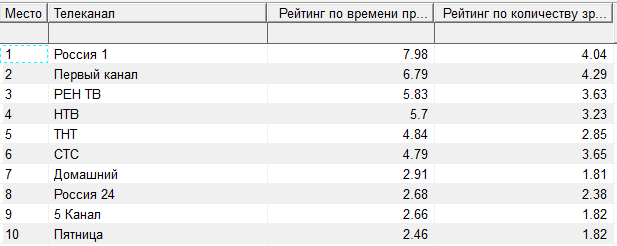 Место Телеканал Рейтинг по времени пр... Рейтинг по количеству зр...
1 Россия 1 7.98 4.04
2 Первый канал 6.79 4.29
3 РЕН ТВ 5.83 3.63
4 НТВ 5.7 3.23
5 ТНТ 4.84 2.85
6 СТС 4.79 3.65
7 Домашний 2.91 1.81
8 Россия 24 2.68 2.38
9 5 Канал 2.66 1.82
10 Пятница 2.46 1.82